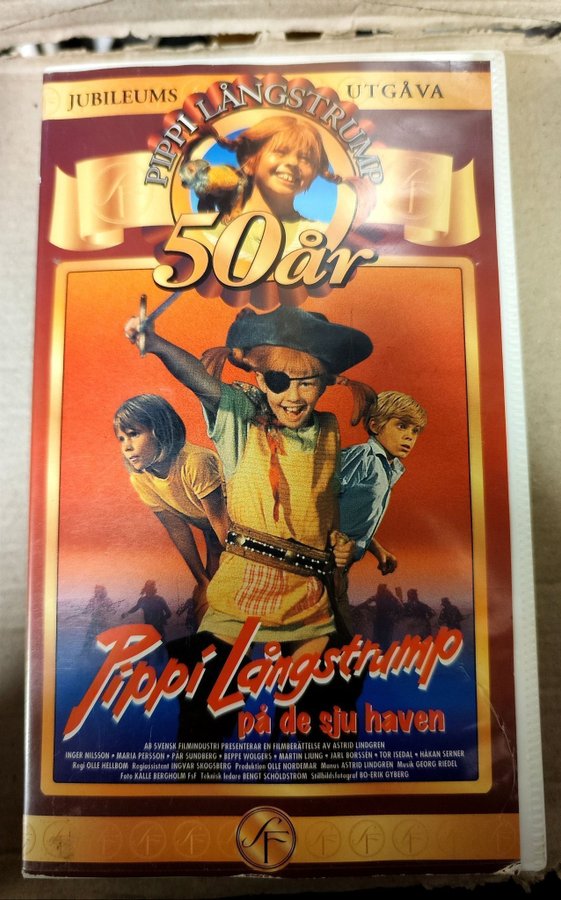 JUBILEUMS UTGÅVA
PIPPI LÅNGSTRUMP
50 år
Pippi Långstrump
på de sju haven
AB SVENSK FILMINDUSTRI PRESENTERAR EN FILMBERÄTTELSE AV ASTRID LINDGREN
INGER NILSSON • MARIA PERSSON • PÄR SUNDBERG • BEPPE WOLGERS • MARTIN LJUNG • JARL BORSSÉN • TOR ISEDAL • HÅKAN SERNER
Regi OLLE HELLBOM Regiassistent INGVAR SKOGSBERG Produktion OLLE NORDEMAR Manus ASTRID LINDGREN Musik GEORG RIEDEL
Foto KALLE BERGHOLM FsF Teknisk ledare BENGT SCHÖLDSTRÖM Stillbildsfotograf BO-ERIK GYBERG
SF